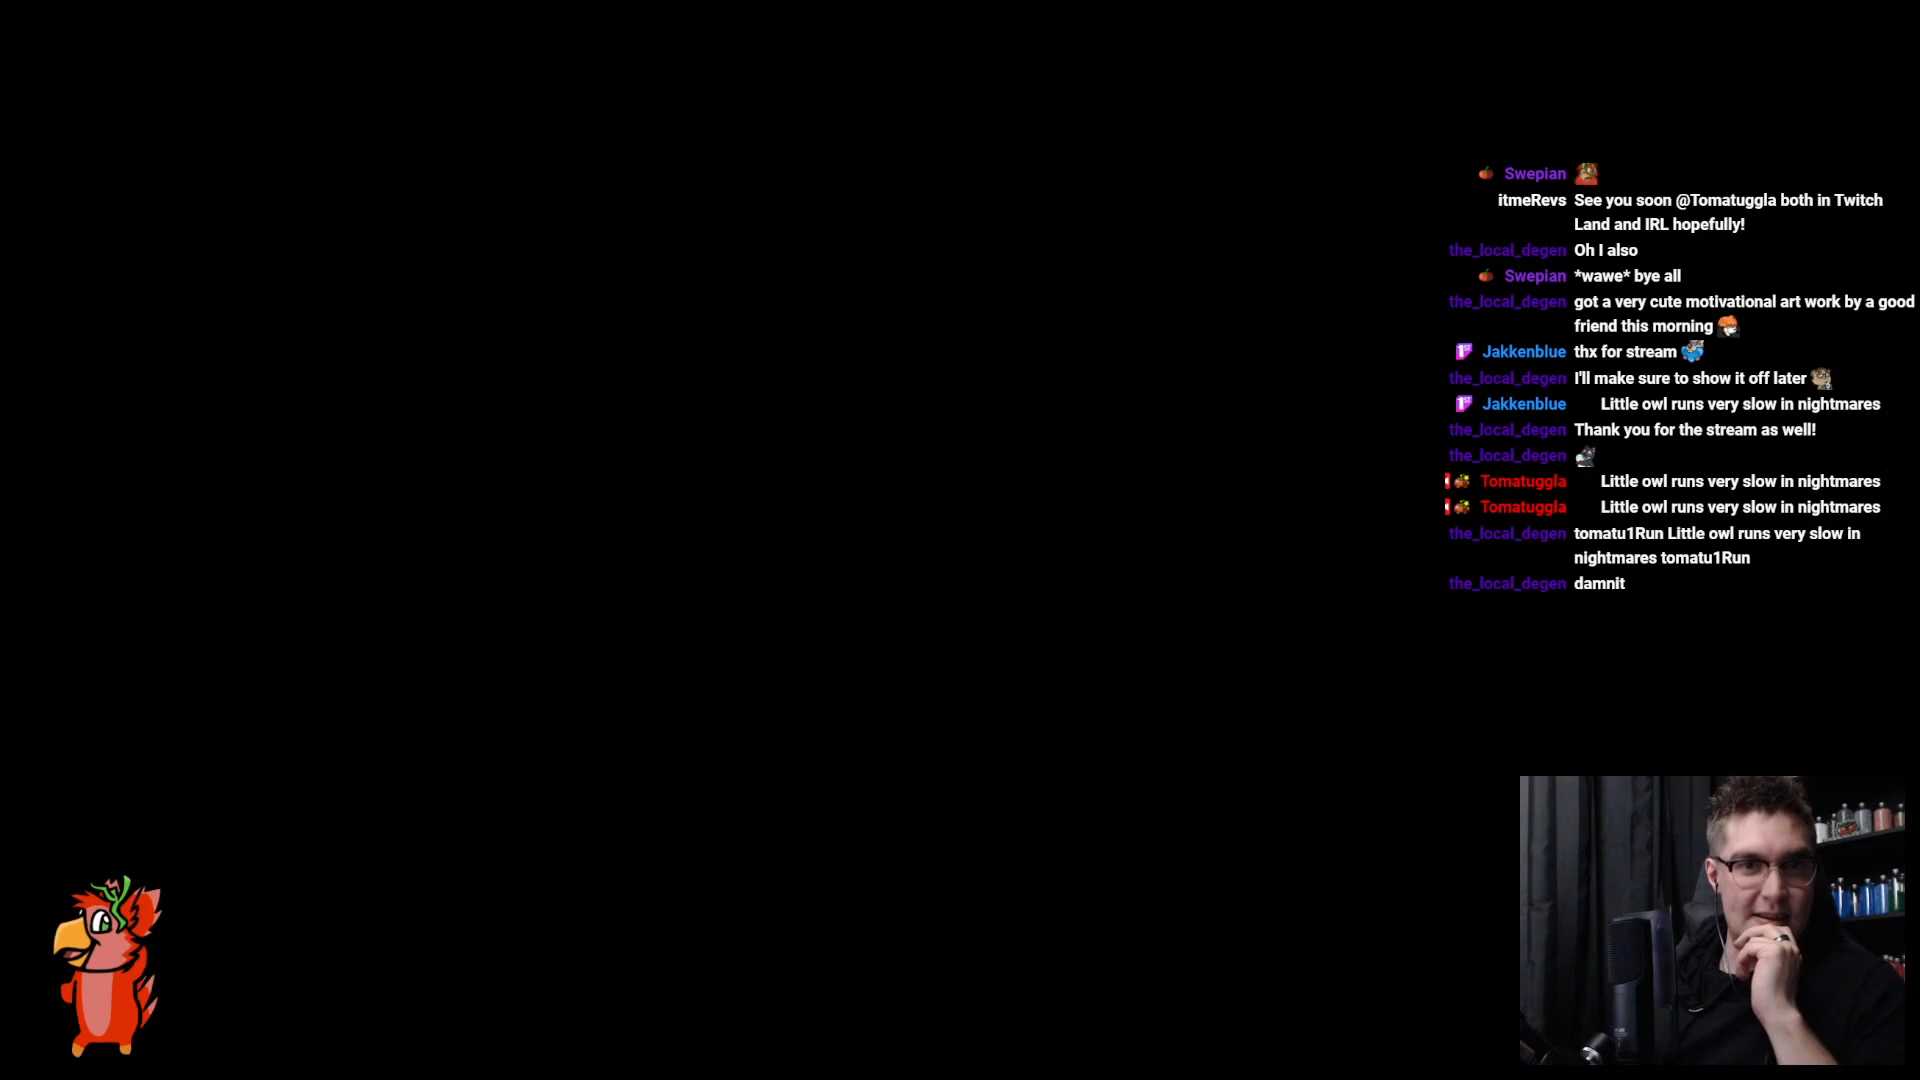 Swepian
itmeRevs See you soon @Tomatuggla both in Twitch
Land and IRL hopefully!
the_local_degen Oh I also
Swepian *wawe* bye all
the_local_degen got a very cute motivational art work by a good
friend this morning
Jakkenblue thx for stream
the_local_degen I'll make sure to show it off later
Jakkenblue Little owl runs very slow in nightmares
the_local_degen Thank you for the stream as well!
the_local_degen
Tomatuggla Little owl runs very slow in nightmares
Tomatuggla Little owl runs very slow in nightmares
the_local_degen tomatu1Run Little owl runs very slow in
nightmares tomatu1Run
the_local_degen damnit